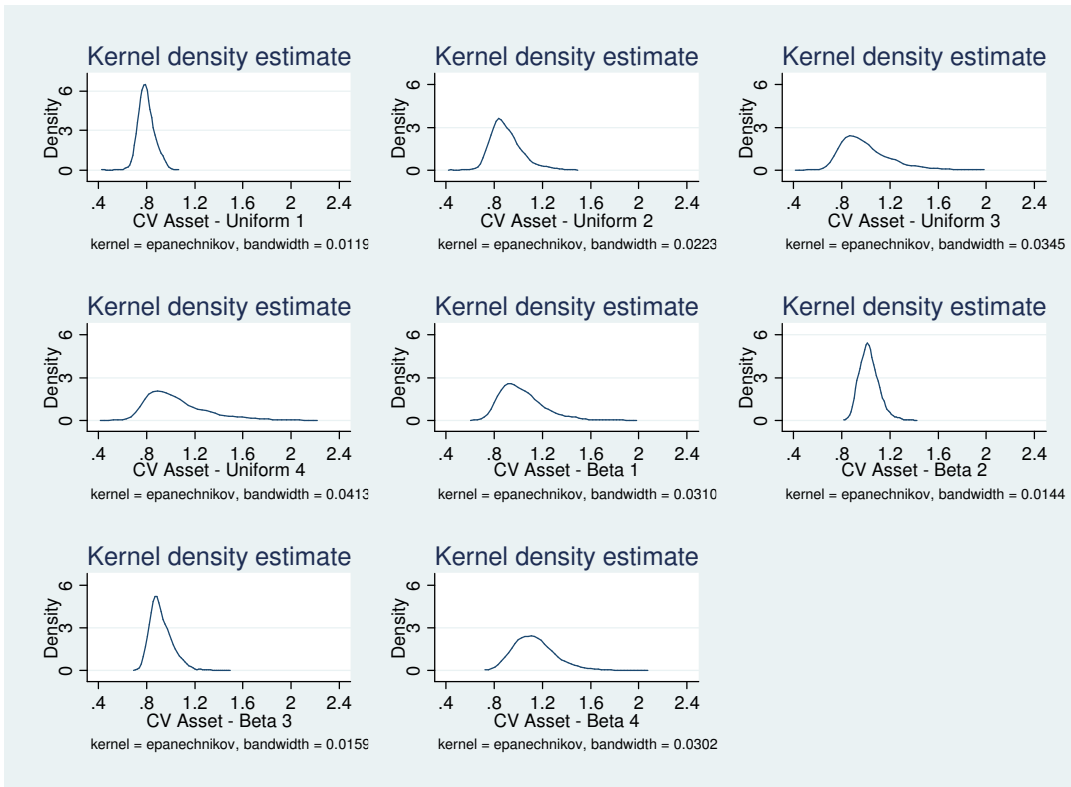 Kernel density estimate Kernel density estimate Kernel density estimate
Density 0 3 6 Density 0 3 6 Density 0 3 6
.4 .8 1.2 1.6 2 2.4 .4 .8 1.2 1.6 2 2.4 .4 .8 1.2 1.6 2 2.4
CV Asset - Uniform 1 CV Asset - Uniform 2 CV Asset - Uniform 3
kernel = epanechnikov, bandwidth = 0.0119 kernel = epanechnikov, bandwidth = 0.0223 kernel = epanechnikov, bandwidth = 0.0345
Kernel density estimate Kernel density estimate Kernel density estimate
Density 0 3 6 Density 0 3 6 Density 0 3 6
.4 .8 1.2 1.6 2 2.4 .4 .8 1.2 1.6 2 2.4 .4 .8 1.2 1.6 2 2.4
CV Asset - Uniform 4 CV Asset - Beta 1 CV Asset - Beta 2
kernel = epanechnikov, bandwidth = 0.0413 kernel = epanechnikov, bandwidth = 0.0310 kernel = epanechnikov, bandwidth = 0.0144
Kernel density estimate Kernel density estimate
Density 0 3 6 Density 0 3 6
.4 .8 1.2 1.6 2 2.4 .4 .8 1.2 1.6 2 2.4
CV Asset - Beta 3 CV Asset - Beta 4
kernel = epanechnikov, bandwidth = 0.0159 kernel = epanechnikov, bandwidth = 0.0302